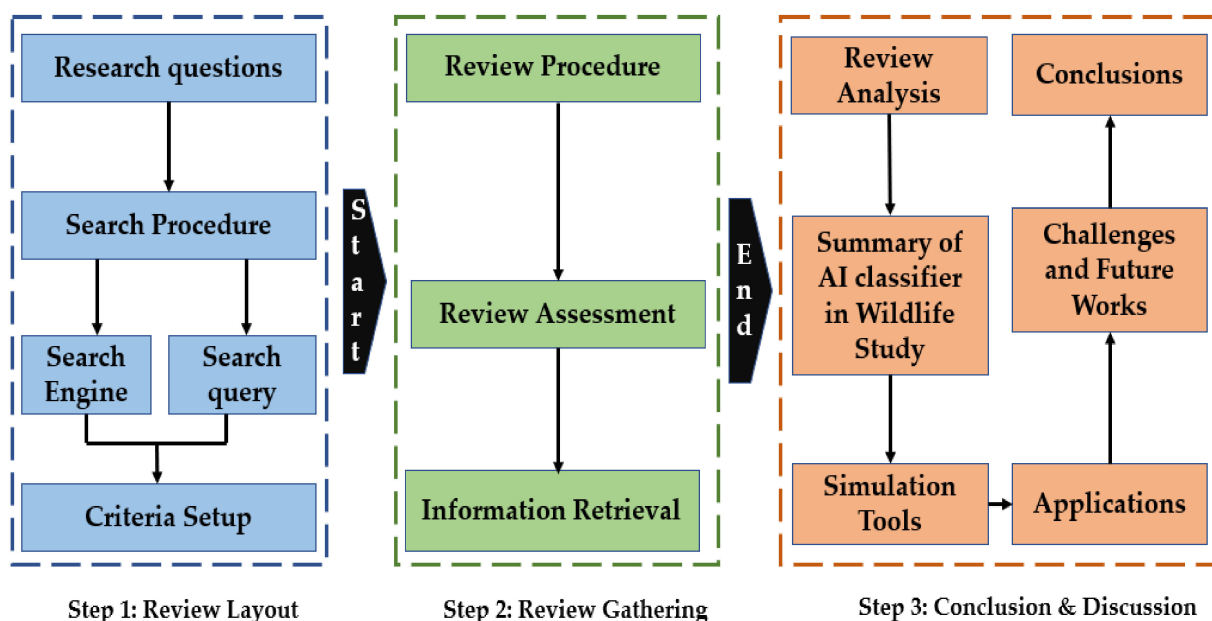 Research questions
Search Procedure
Search
Engine
Search
query
Criteria Setup
Step 1: Review Layout
Start
Review Procedure
Review Assessment
Information Retrieval
Step 2: Review Gathering
End
Review
Analysis
Summary of
AI classifier
in Wildlife
Study
Simulation
Tools
Applications
Challenges
and Future
Works
Conclusions
Step 3: Conclusion & Discussion